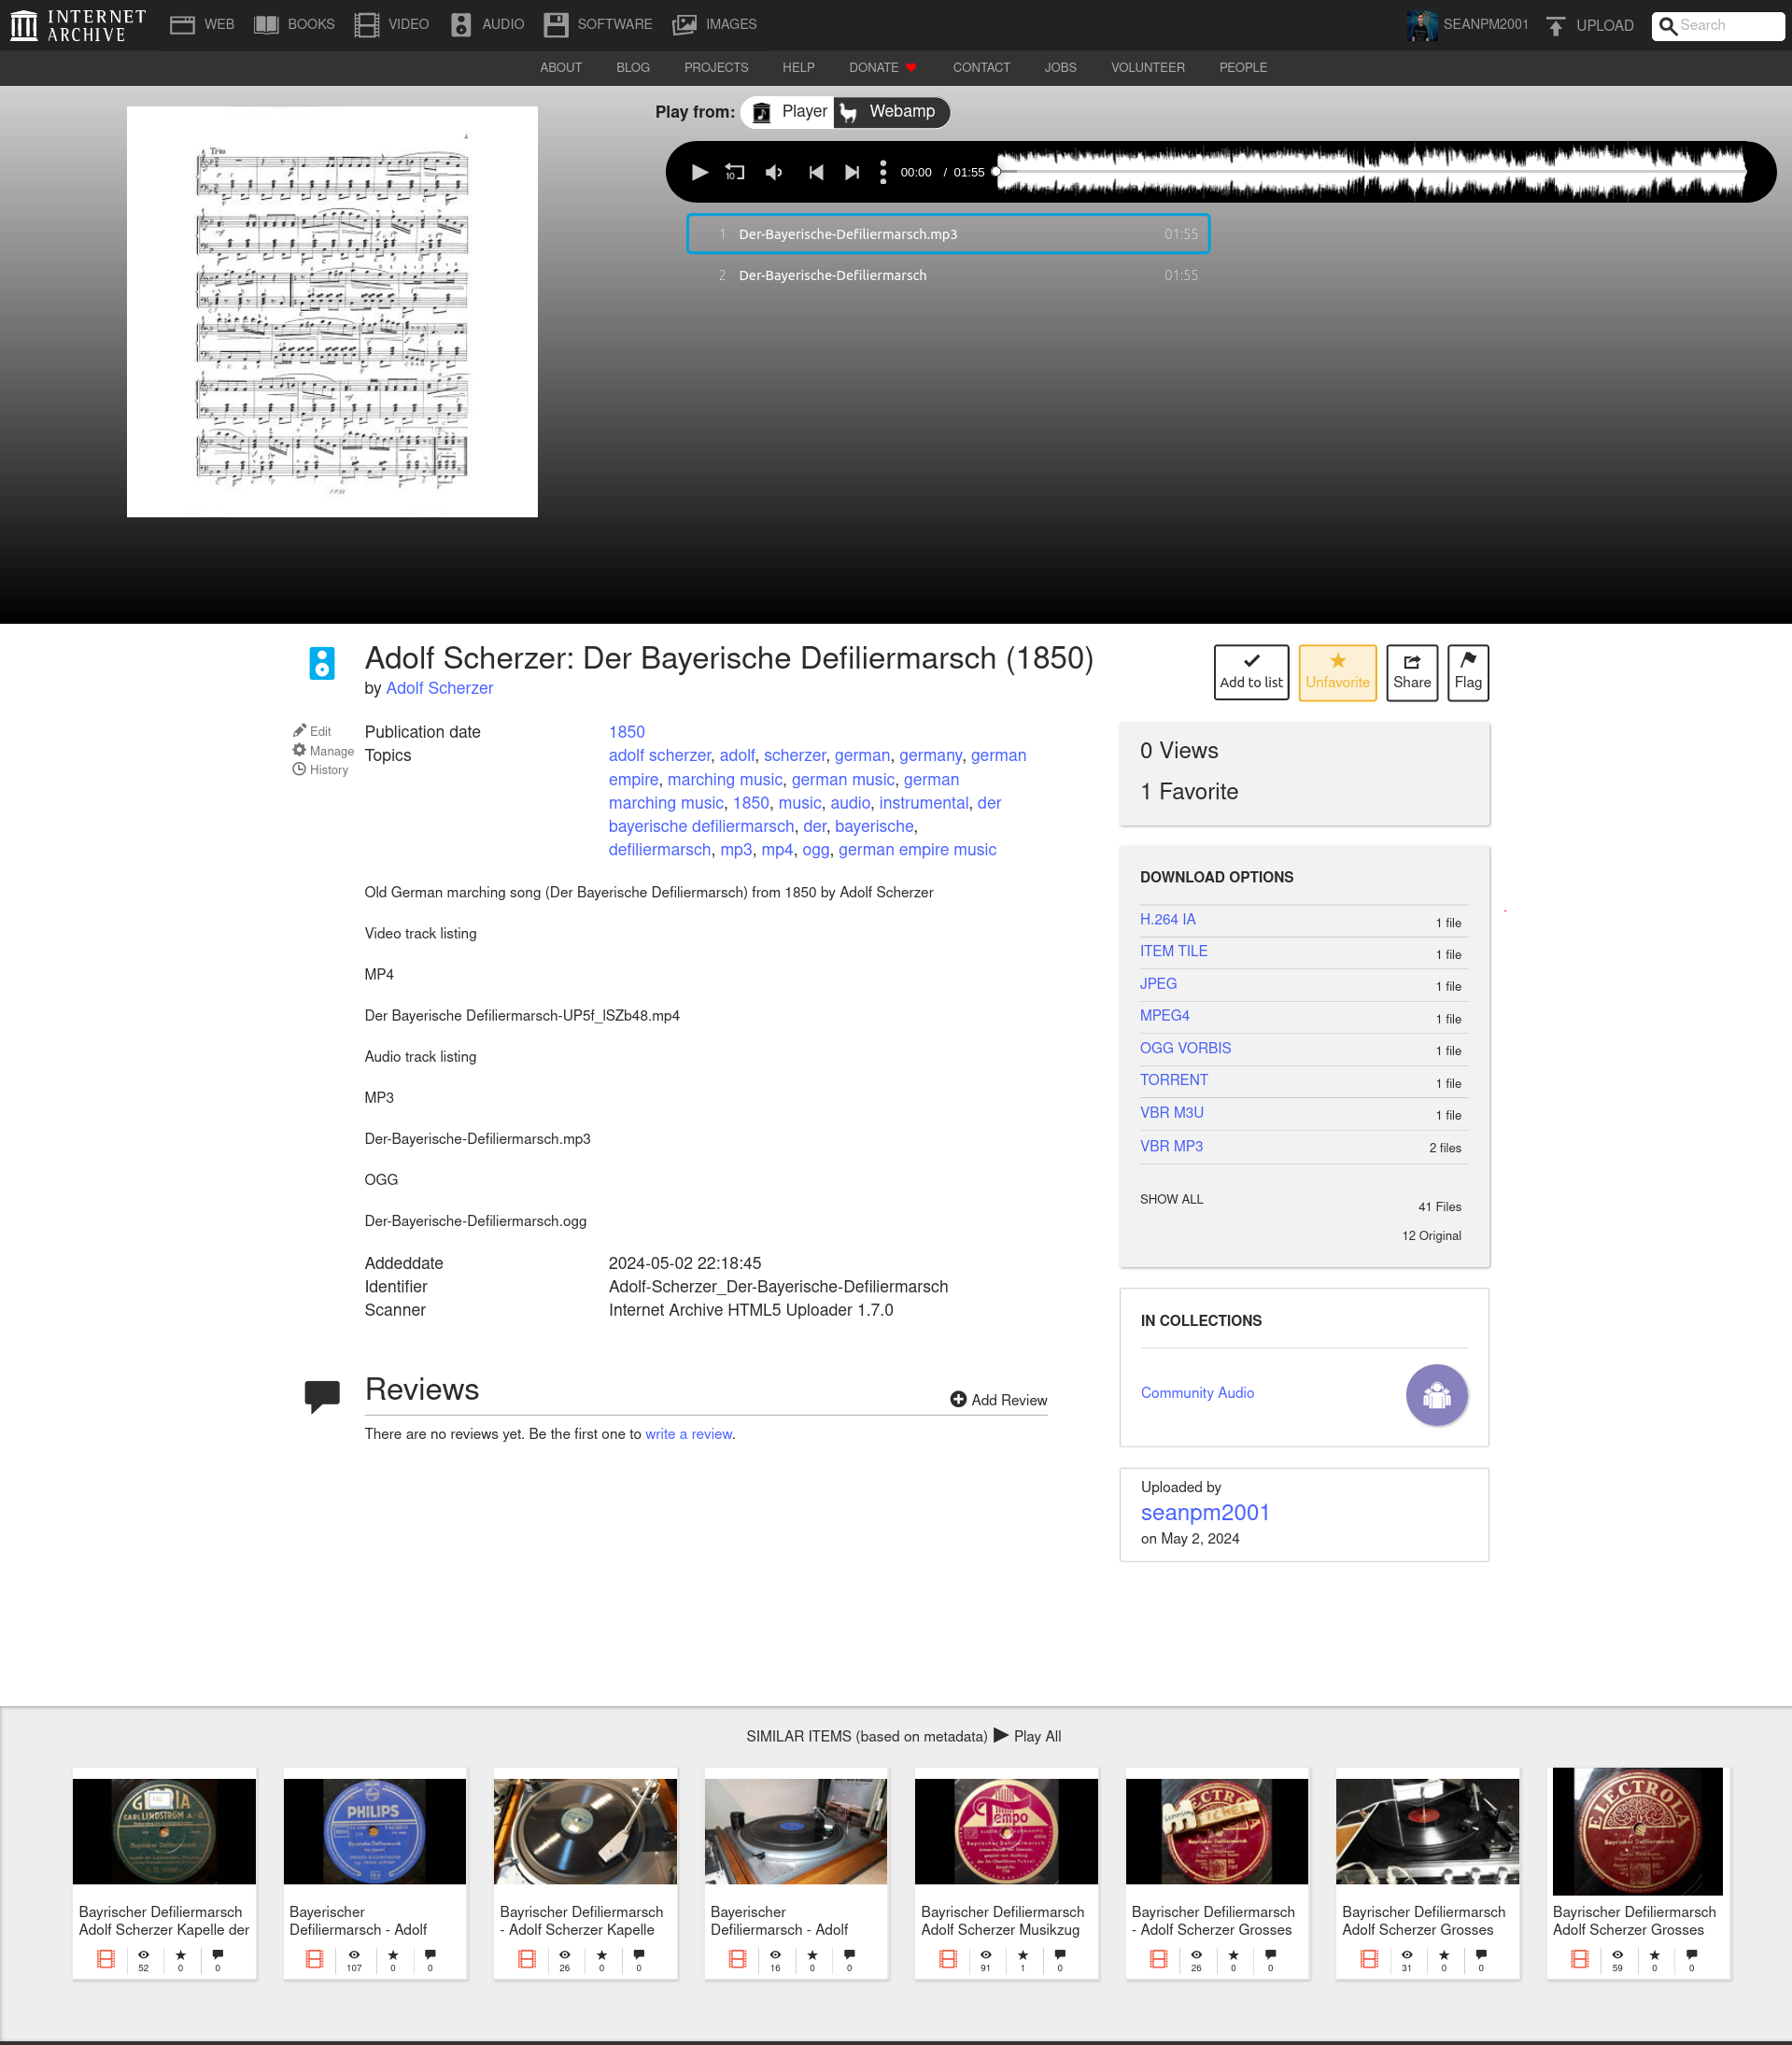 INTERNET ARCHIVE
WEB BOOKS VIDEO AUDIO SOFTWARE IMAGES
SEANPM2001 UPLOAD Search
ABOUT BLOG PROJECTS HELP DONATE CONTACT JOBS VOLUNTEER PEOPLE
Play from: Player Webamp
Trio
10 00:00 / 01:55
1 Der-Bayerische-Defiliermarsch.mp3 01:55
2 Der-Bayerische-Defiliermarsch 01:55
Adolf Scherzer: Der Bayerische Defiliermarsch (1850)
by Adolf Scherzer
Add to list Unfavorite Share Flag
Edit
Manage
History
Publication date 1850
Topics adolf scherzer, adolf, scherzer, german, germany, german
empire, marching music, german music, german
marching music, 1850, music, audio, instrumental, der
bayerische defiliermarsch, der, bayerische,
defiliermarsch, mp3, mp4, ogg, german empire music
Old German marching song (Der Bayerische Defiliermarsch) from 1850 by Adolf Scherzer
Video track listing
MP4
Der Bayerische Defiliermarsch-UP5f_lSZb48.mp4
Audio track listing
MP3
Der-Bayerische-Defiliermarsch.mp3
OGG
Der-Bayerische-Defiliermarsch.ogg
Addeddate 2024-05-02 22:18:45
Identifier Adolf-Scherzer_Der-Bayerische-Defiliermarsch
Scanner Internet Archive HTML5 Uploader 1.7.0
Reviews
Add Review
There are no reviews yet. Be the first one to write a review.
0 Views
1 Favorite
DOWNLOAD OPTIONS
H.264 IA 1 file
ITEM TILE 1 file
JPEG 1 file
MPEG4 1 file
OGG VORBIS 1 file
TORRENT 1 file
VBR M3U 1 file
VBR MP3 2 files
SHOW ALL 41 Files
12 Original
IN COLLECTIONS
Community Audio
Uploaded by
seanpm2001
on May 2, 2024
SIMILAR ITEMS (based on metadata) Play All
CARL LINDSTRÖM A.-G.
Bayrischer Defiliermarsch
Adolf Scherzer Kapelle der
52 0 0
PHILIPS
Bayerischer
Defiliermarsch - Adolf
107 0 0
Bayrischer Defiliermarsch
- Adolf Scherzer Kapelle
26 0 0
Bayerischer
Defiliermarsch - Adolf
16 0 0
Tempo
Bayrischer Defiliermarsch
Adolf Scherzer Musikzug
91 1 0
Bayrischer Defiliermarsch
- Adolf Scherzer Grosses
26 0 0
Bayrischer Defiliermarsch
Adolf Scherzer Grosses
31 0 0
ELECTROLA
Bayrischer Defiliermarsch
Adolf Scherzer Grosses
59 0 0